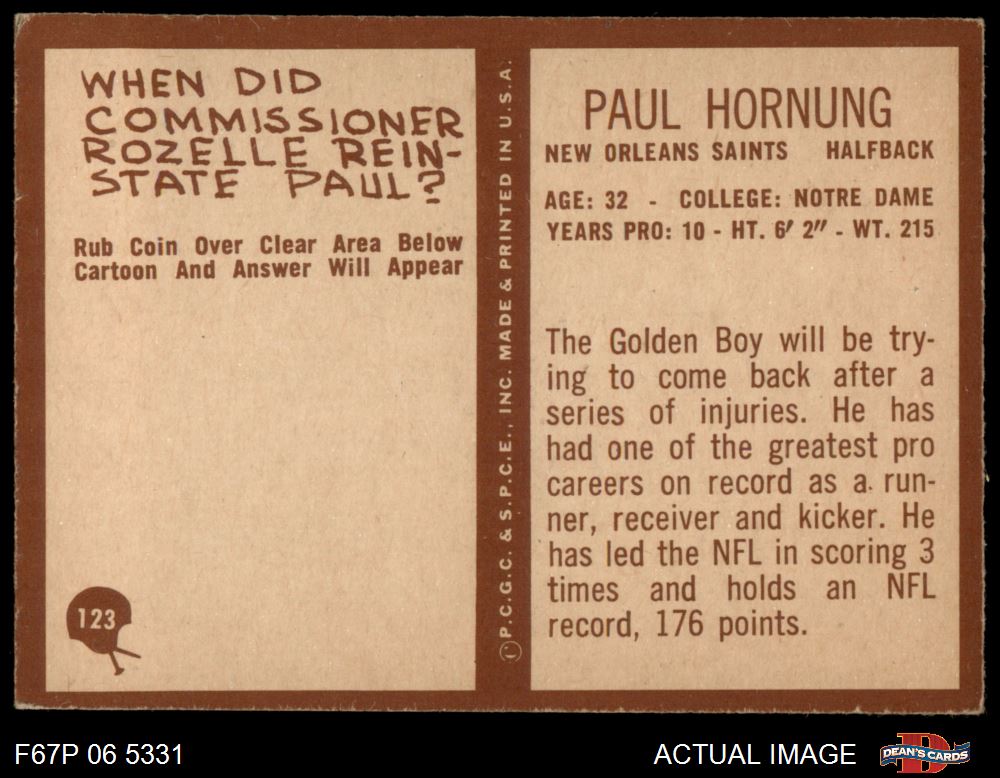 WHEN DID
COMMISSIONER
ROZELLE REIN-
STATE PAUL?
Rub Coin Over Clear Area Below
Cartoon And Answer Will Appear
123
©P.C.G.C. & S.P.C.E., INC. MADE & PRINTED IN U.S.A.
PAUL HORNUNG
NEW ORLEANS SAINTS HALFBACK
AGE: 32 - COLLEGE: NOTRE DAME
YEARS PRO: 10 - HT. 6′ 2″ - WT. 215
The Golden Boy will be try-
ing to come back after a
series of injuries. He has
had one of the greatest pro
careers on record as a run-
ner, receiver and kicker. He
has led the NFL in scoring 3
times and holds an NFL
record, 176 points.
F67P 06 5331
ACTUAL IMAGE
DEAN'S CARDS